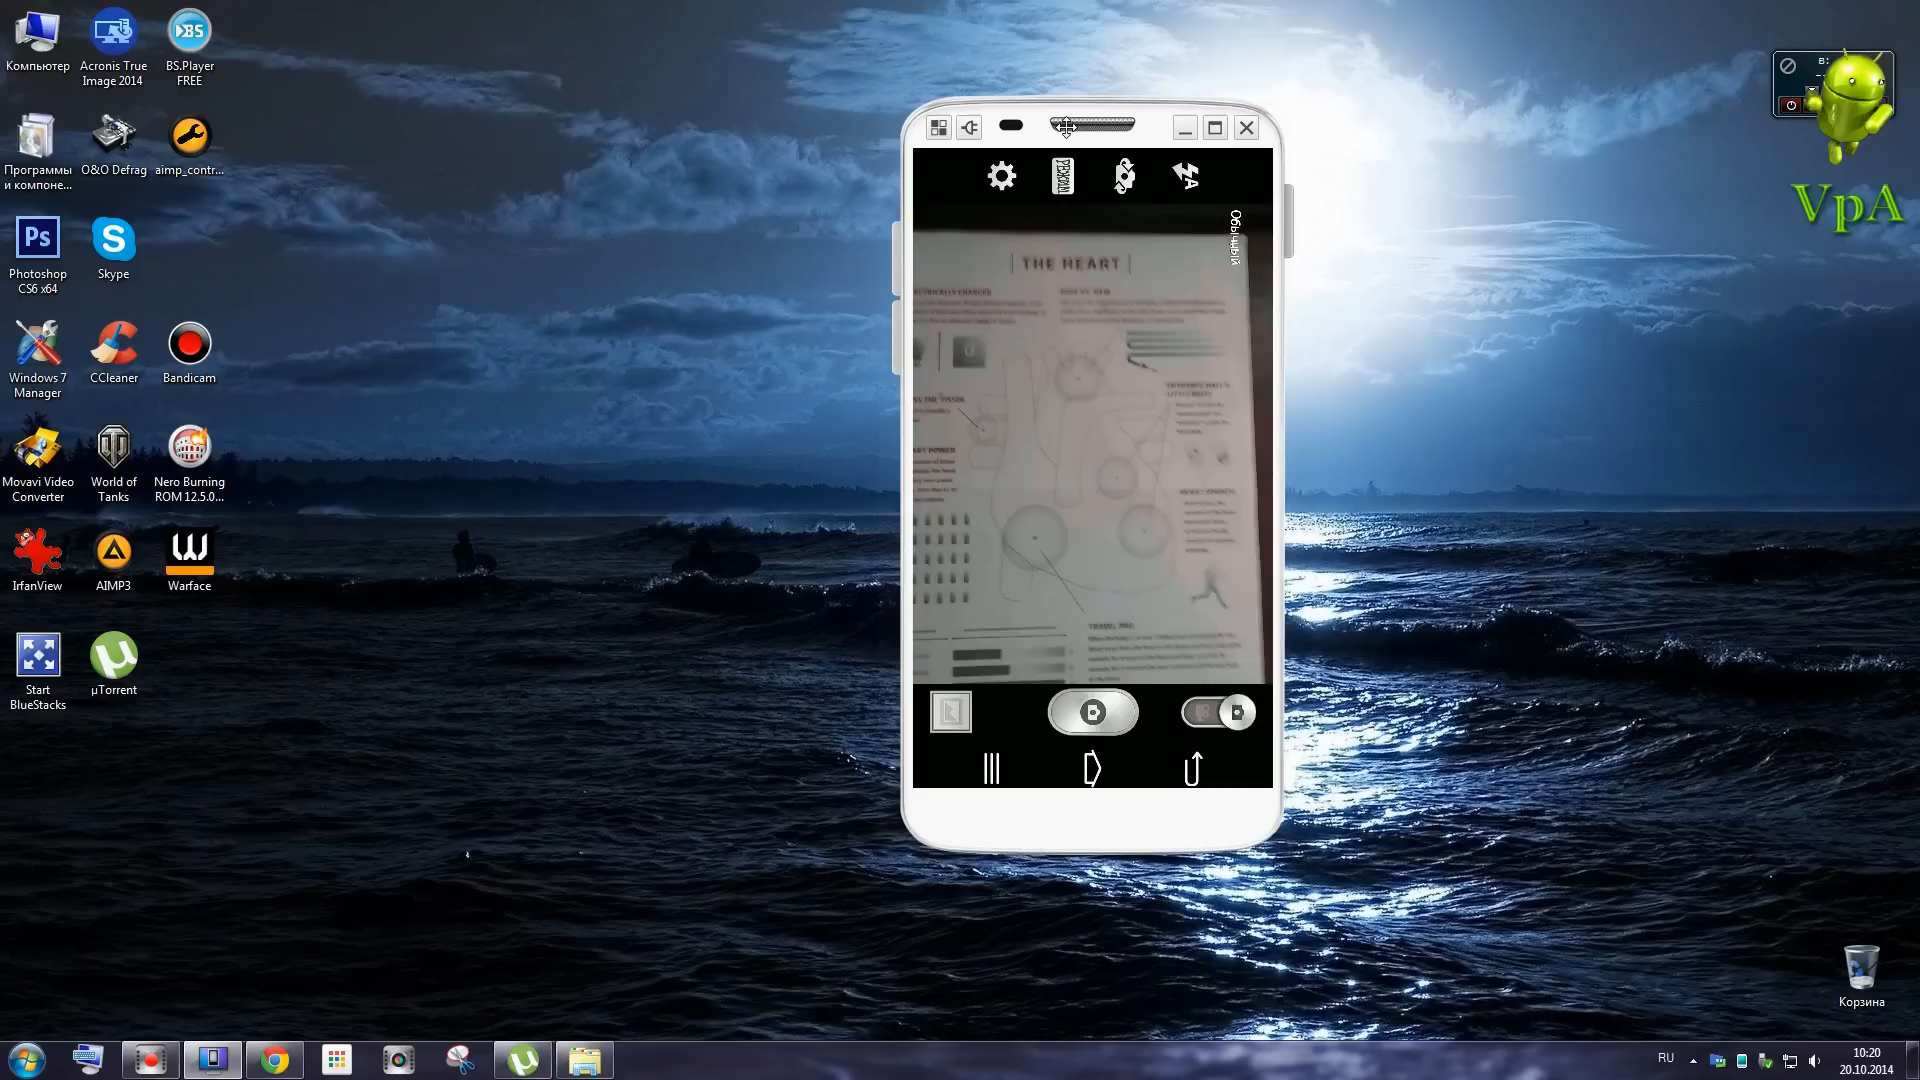 Компьютер
Acronis True
Image 2014
BS.Player
FREE
Программы
и компоне...
O&O Defrag
aimp_contr...
Ps
Photoshop
CS6 x64
Skype
Windows 7
Manager
CCleaner
Bandicam
Movavi Video
Converter
World of
Tanks
Nero Burning
ROM 12.5.0...
IrfanView
AIMP3
Warface
Start
BlueStacks
µTorrent
Обычный
THE HEART
TRAVEL
VpA
Корзина
RU
10:20
20.10.2014